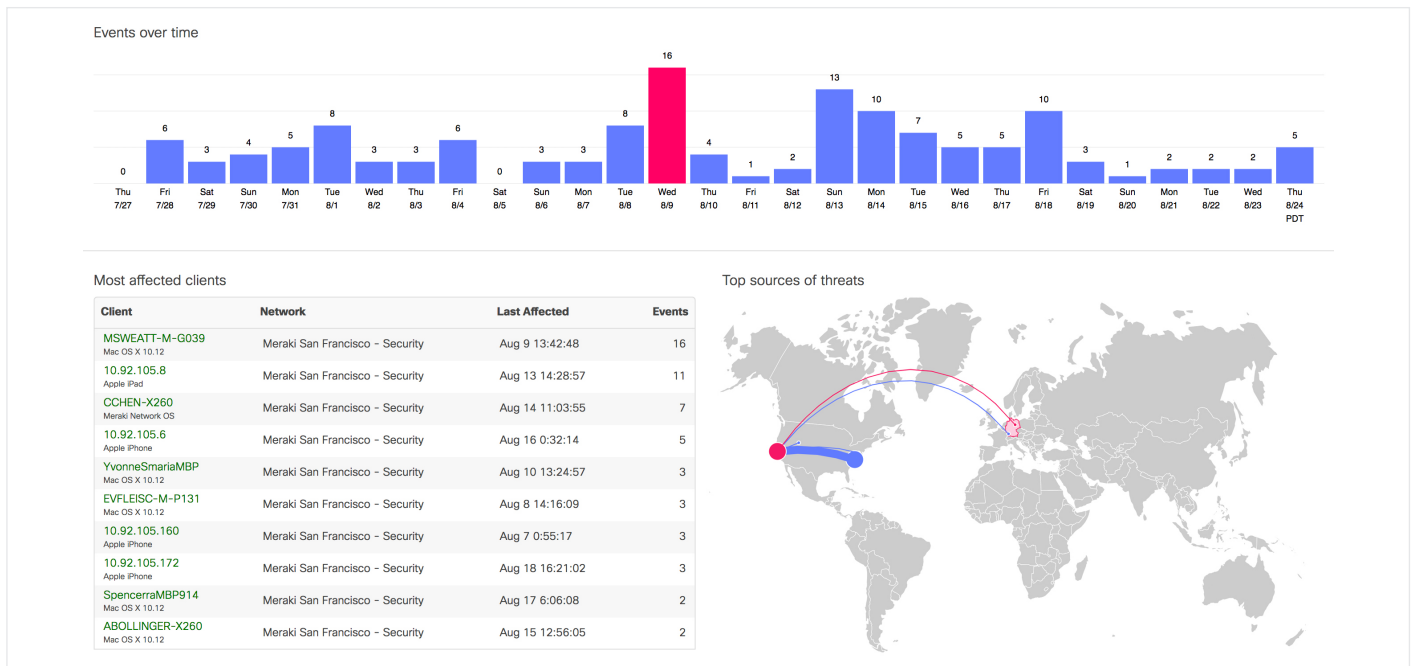 Events over time
16
13
10
10
8
8
7
6
6
5
5
5
5
4
4
3
3
3
3
3
3
2
2
2
2
1
1
0
0
Thu Fri Sat Sun Mon Tue Wed Thu Fri Sat Sun Mon Tue Wed Thu Fri Sat Sun Mon Tue Wed Thu Fri Sat Sun Mon Tue Wed Thu
7/27 7/28 7/29 7/30 7/31 8/1 8/2 8/3 8/4 8/5 8/6 8/7 8/8 8/9 8/10 8/11 8/12 8/13 8/14 8/15 8/16 8/17 8/18 8/19 8/20 8/21 8/22 8/23 8/24
PDT
Most affected clients
Top sources of threats
Client Network Last Affected Events
MSWEATT-M-G039
Mac OS X 10.12
Meraki San Francisco - Security Aug 9 13:42:48 16
10.92.105.8
Apple iPad
Meraki San Francisco - Security Aug 13 14:28:57 11
CCHEN-X260
Meraki Network OS
Meraki San Francisco - Security Aug 14 11:03:55 7
10.92.105.6
Apple iPhone
Meraki San Francisco - Security Aug 16 0:32:14 5
YvonneSmariaMBP
Mac OS X 10.12
Meraki San Francisco - Security Aug 10 13:24:57 3
EVFLEISC-M-P131
Mac OS X 10.12
Meraki San Francisco - Security Aug 8 14:16:09 3
10.92.105.160
Apple iPhone
Meraki San Francisco - Security Aug 7 0:55:17 3
10.92.105.172
Apple iPhone
Meraki San Francisco - Security Aug 18 16:21:02 3
SpencerraMBP914
Mac OS X 10.12
Meraki San Francisco - Security Aug 17 6:06:08 2
ABOLLINGER-X260
Mac OS X 10.12
Meraki San Francisco - Security Aug 15 12:56:05 2